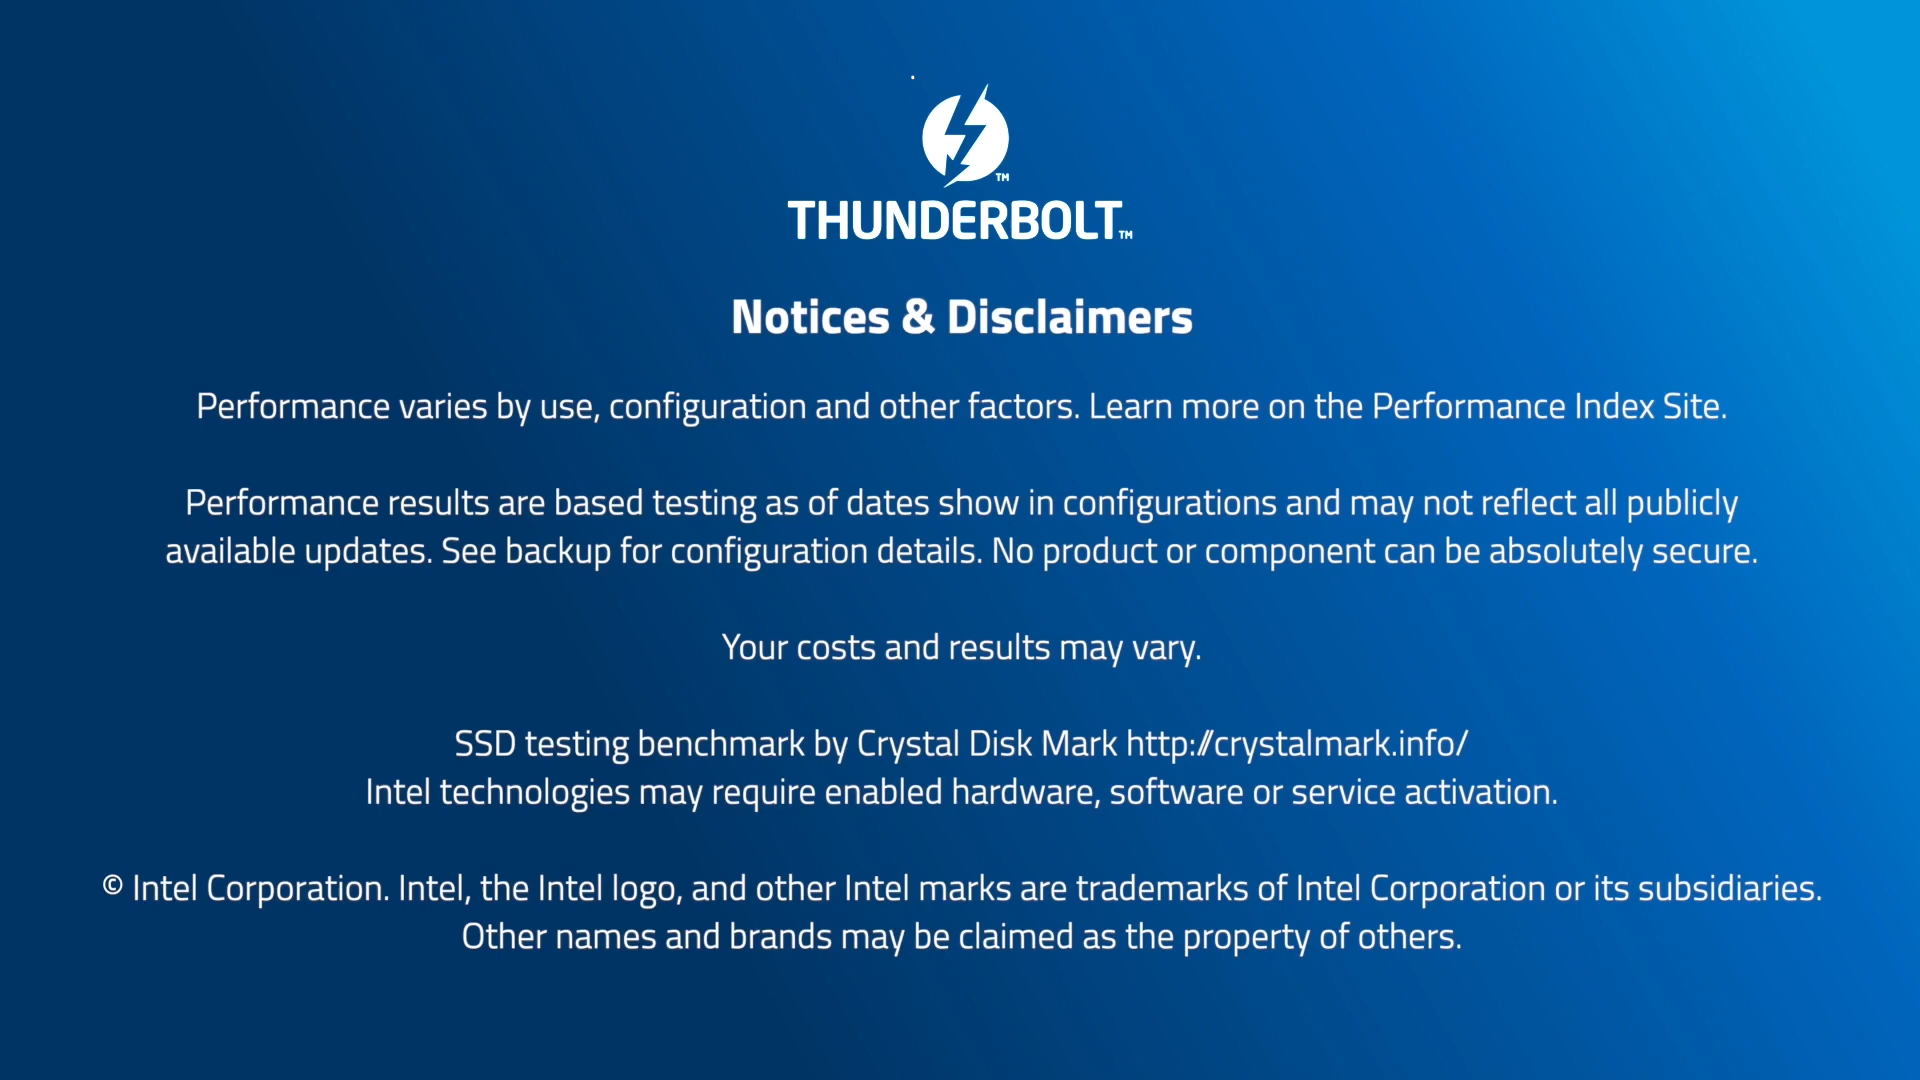 THUNDERBOLT™
Notices & Disclaimers
Performance varies by use, configuration and other factors. Learn more on the Performance Index Site.
Performance results are based testing as of dates show in configurations and may not reflect all publicly
available updates. See backup for configuration details. No product or component can be absolutely secure.
Your costs and results may vary.
SSD testing benchmark by Crystal Disk Mark http://crystalmark.info/
Intel technologies may require enabled hardware, software or service activation.
© Intel Corporation. Intel, the Intel logo, and other Intel marks are trademarks of Intel Corporation or its subsidiaries.
Other names and brands may be claimed as the property of others.